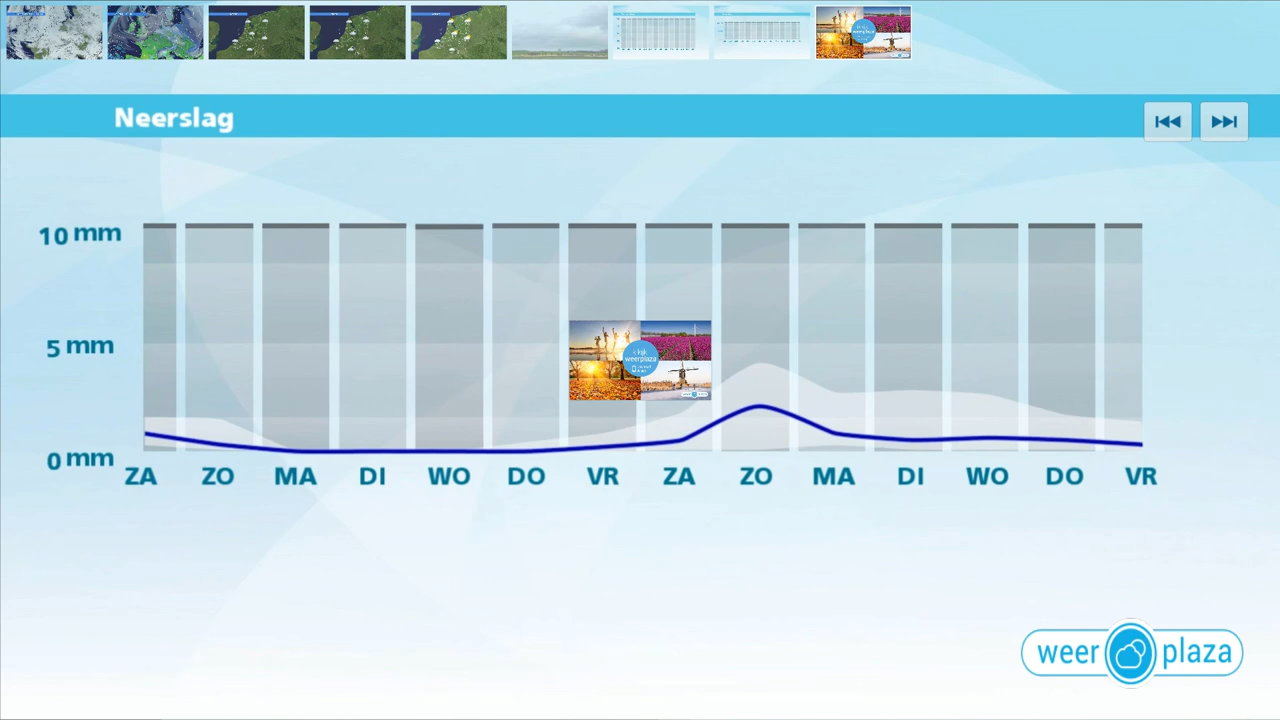 Neerslag
10 mm
5 mm
0 mm
ZA ZO MA DI WO DO VR ZA ZO MA DI WO DO VR
weerplaza
weer plaza